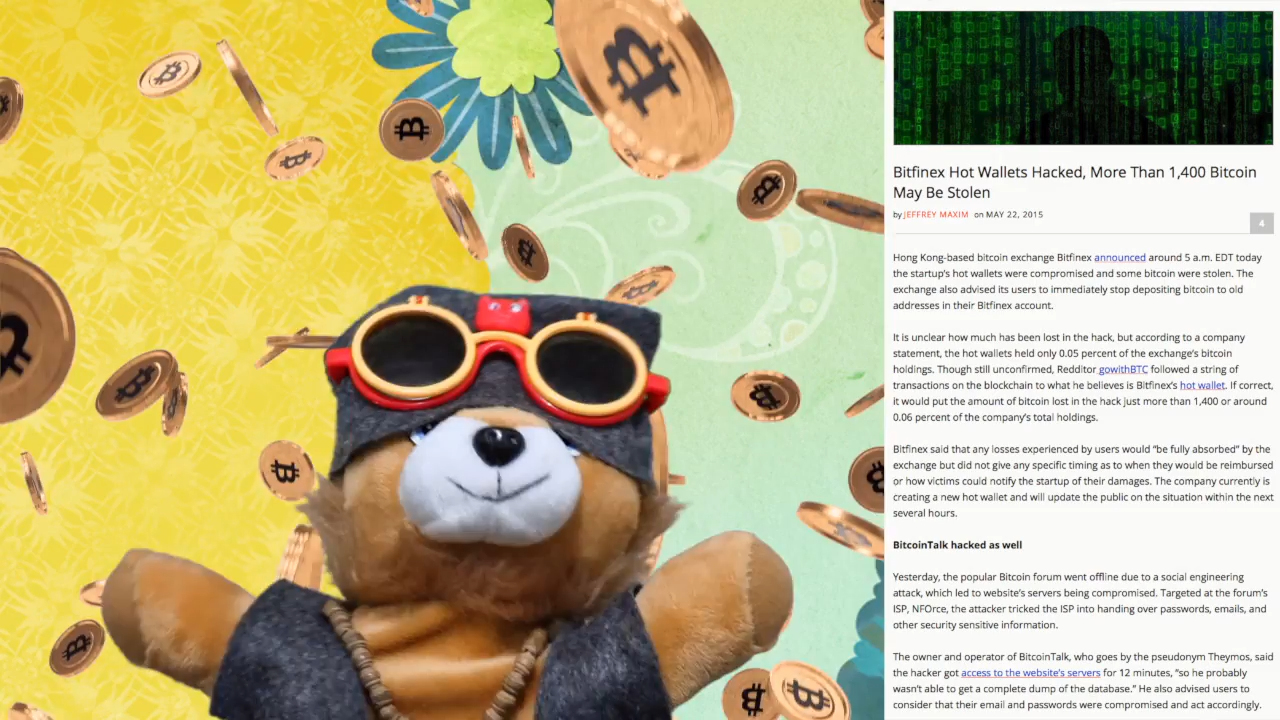 Bitfinex Hot Wallets Hacked, More Than 1,400 Bitcoin
May Be Stolen
by JEFFREY MAXIM on MAY 22, 2015
4
Hong Kong-based bitcoin exchange Bitfinex announced around 5 a.m. EDT today
the startup's hot wallets were compromised and some bitcoin were stolen. The
exchange also advised its users to immediately stop depositing bitcoin to old
addresses in their Bitfinex account.
It is unclear how much has been lost in the hack, but according to a company
statement, the hot wallets held only 0.05 percent of the exchange's bitcoin
holdings. Though still unconfirmed, Redditor gowithBTC followed a string of
transactions on the blockchain to what he believes is Bitfinex's hot wallet. If correct,
it would put the amount of bitcoin lost in the hack just more than 1,400 or around
0.06 percent of the company's total holdings.
Bitfinex said that any losses experienced by users would “be fully absorbed” by the
exchange but did not give any specific timing as to when they would be reimbursed
or how victims could notify the startup of their damages. The company currently is
creating a new hot wallet and will update the public on the situation within the next
several hours.
BitcoinTalk hacked as well
Yesterday, the popular Bitcoin forum went offline due to a social engineering
attack, which led to website's servers being compromised. Targeted at the forum's
ISP, NFOrce, the attacker tricked the ISP into handing over passwords, emails, and
other security sensitive information.
The owner and operator of BitcoinTalk, who goes by the pseudonym Theymos, said
the hacker got access to the website's servers for 12 minutes, “so he probably
wasn't able to get a complete dump of the database.” He also advised users to
consider that their email and passwords were compromised and act accordingly.